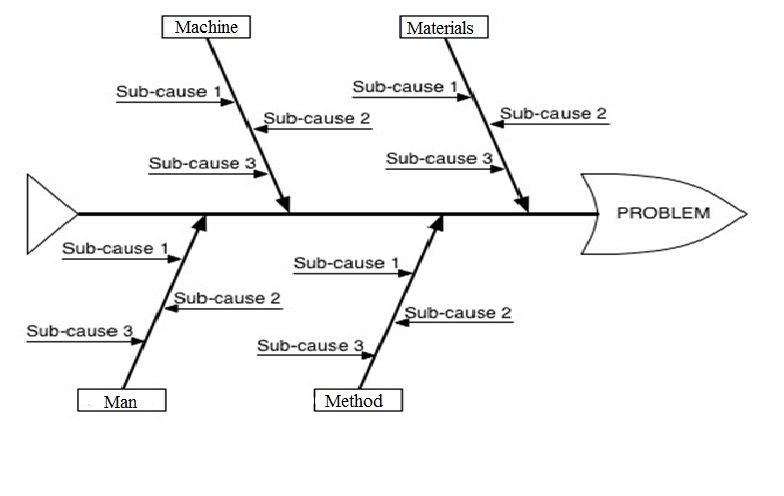 Machine
Materials
Sub-cause 1
Sub-cause 2
Sub-cause 3
Sub-cause 1
Sub-cause 2
Sub-cause 3
PROBLEM
Sub-cause 1
Sub-cause 2
Sub-cause 3
Sub-cause 1
Sub-cause 2
Sub-cause 3
Man
Method